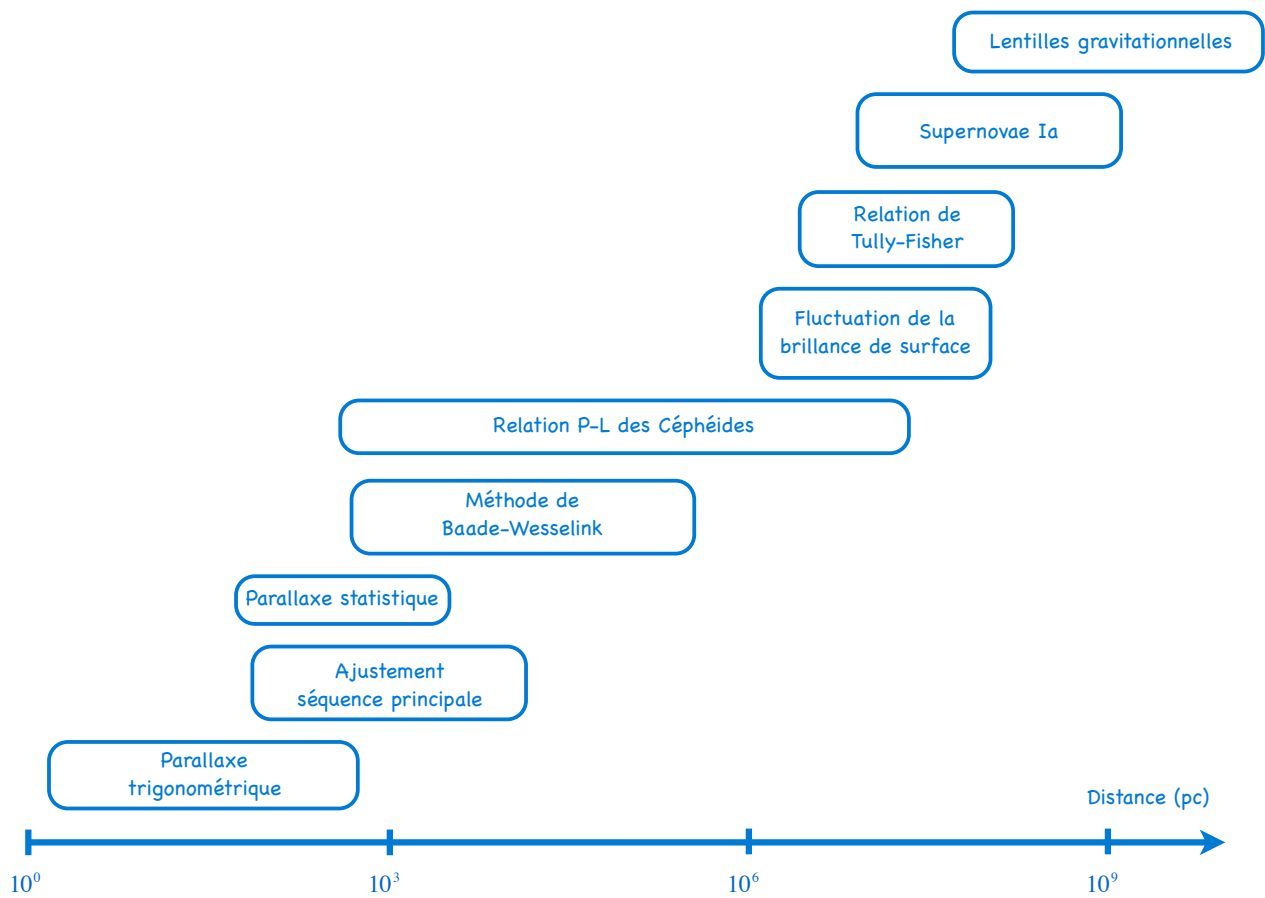 Lentilles gravitationnelles
Supernovae Ia
Relation de
Tully-Fisher
Fluctuation de la
brillance de surface
Relation P-L des Céphéides
Méthode de
Baade-Wesselink
Parallaxe statistique
Ajustement
séquence principale
Parallaxe
trigonométrique
Distance (pc)
10⁰ 10³ 10⁶ 10⁹